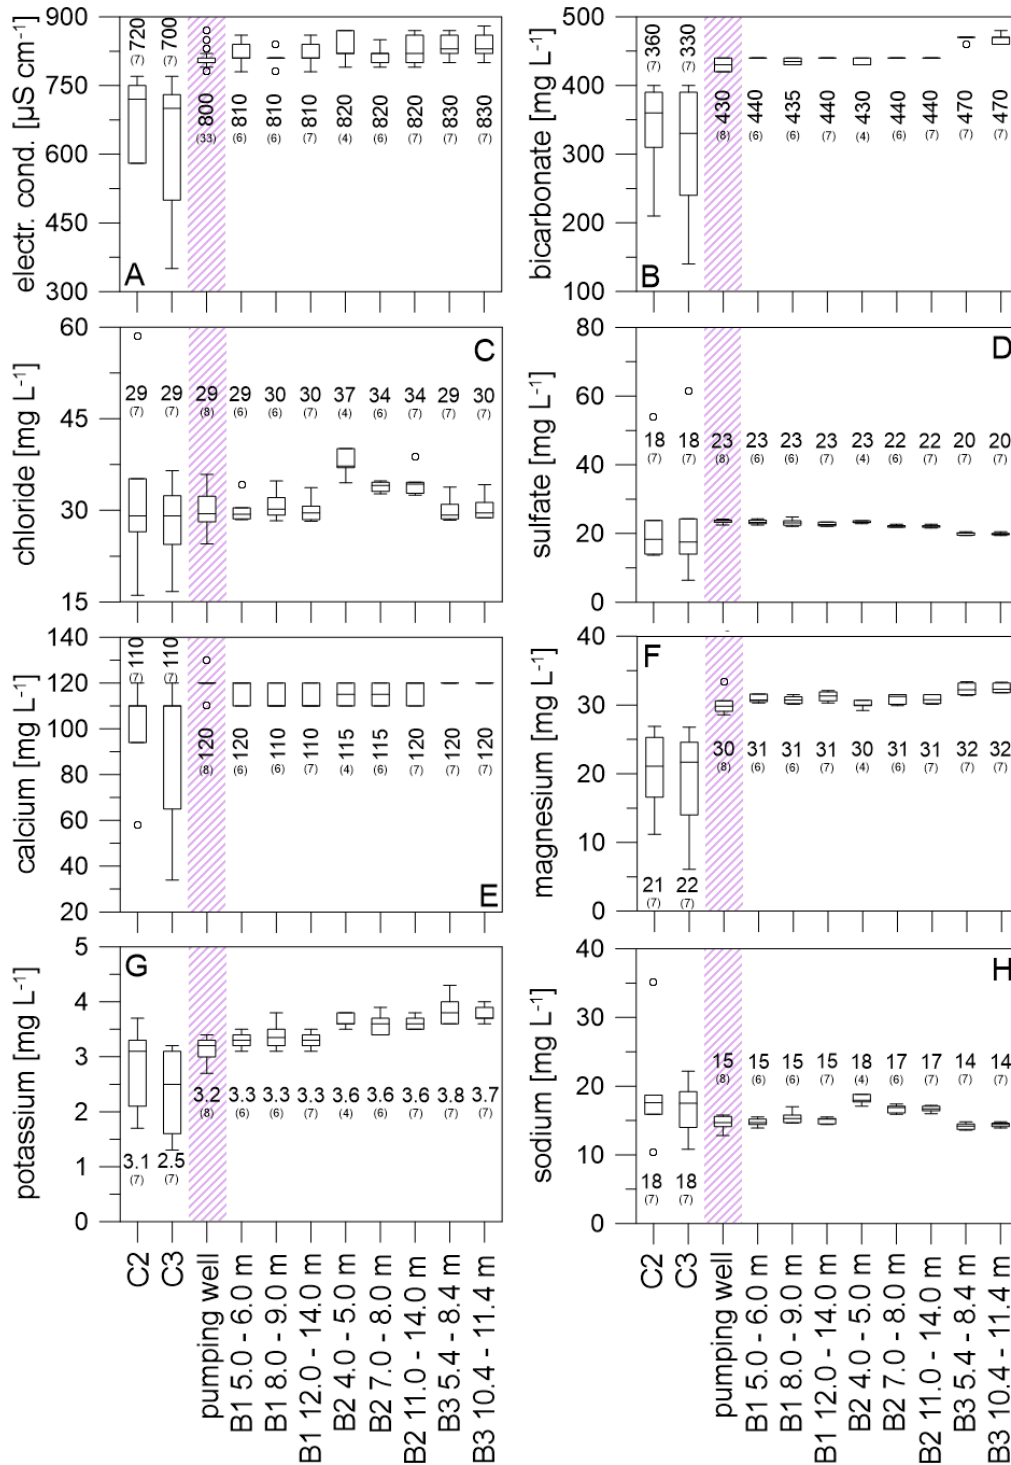 electr. cond. [µS cm⁻¹]
900
750
600
450
300
720
(7)
700
(7)
800
(33)
810
(6)
810
(6)
810
(7)
820
(4)
820
(6)
820
(7)
830
(7)
830
(7)
A
bicarbonate [mg L⁻¹]
500
400
300
200
100
360
(7)
330
(7)
430
(8)
440
(6)
435
(6)
440
(7)
430
(4)
440
(6)
440
(7)
470
(7)
470
(7)
B
chloride [mg L⁻¹]
60
45
30
15
C
29 29 29 29 30 30 37 34 34 29 30
(7) (7) (8) (6) (6) (7) (4) (6) (7) (7) (7)
sulfate [mg L⁻¹]
80
60
40
20
0
D
18 18 23 23 23 23 23 22 22 20 20
(7) (7) (8) (6) (6) (7) (4) (6) (7) (7) (7)
calcium [mg L⁻¹]
140
120
100
80
60
40
20
110
(7)
110
(7)
120
(8)
120
(6)
110
(6)
110
(7)
115
(4)
115
(6)
120
(7)
120
(7)
120
(7)
E
magnesium [mg L⁻¹]
40
30
20
10
0
F
30 31 31 31 30 31 31 32 32
(8) (6) (6) (7) (4) (6) (7) (7) (7)
21 22
(7) (7)
potassium [mg L⁻¹]
5
4
3
2
1
0
G
3.2 3.3 3.3 3.3 3.6 3.6 3.6 3.8 3.7
(8) (6) (6) (7) (4) (6) (7) (7) (7)
3.1 2.5
(7) (7)
sodium [mg L⁻¹]
40
30
20
10
0
H
15 15 15 15 18 17 17 14 14
(8) (6) (6) (7) (4) (6) (7) (7) (7)
18 18
(7) (7)
C2
C3
pumping well
B1 5.0 - 6.0 m
B1 8.0 - 9.0 m
B1 12.0 - 14.0 m
B2 4.0 - 5.0 m
B2 7.0 - 8.0 m
B2 11.0 - 14.0 m
B3 5.4 - 8.4 m
B3 10.4 - 11.4 m
C2
C3
pumping well
B1 5.0 - 6.0 m
B1 8.0 - 9.0 m
B1 12.0 - 14.0 m
B2 4.0 - 5.0 m
B2 7.0 - 8.0 m
B2 11.0 - 14.0 m
B3 5.4 - 8.4 m
B3 10.4 - 11.4 m